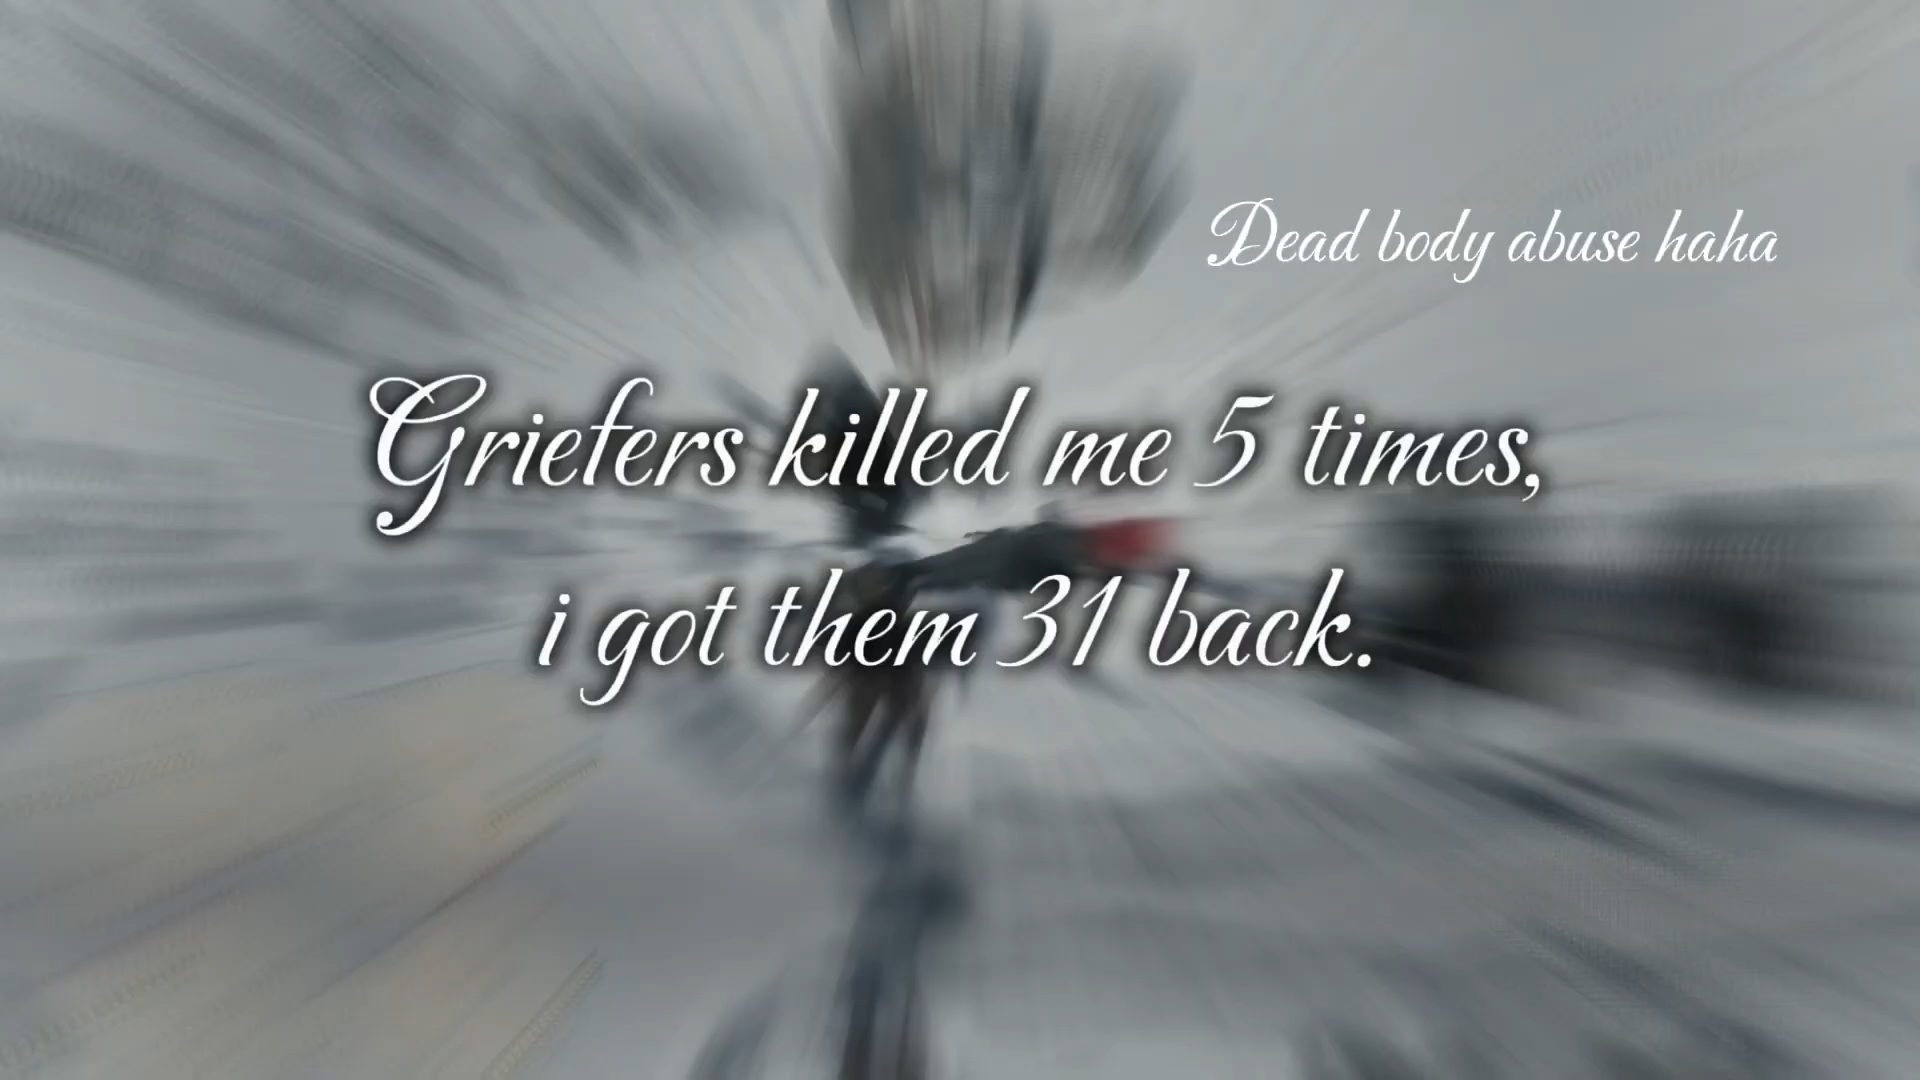 Dead body abuse haha
Griefers killed me 5 times,
i got them 31 back.